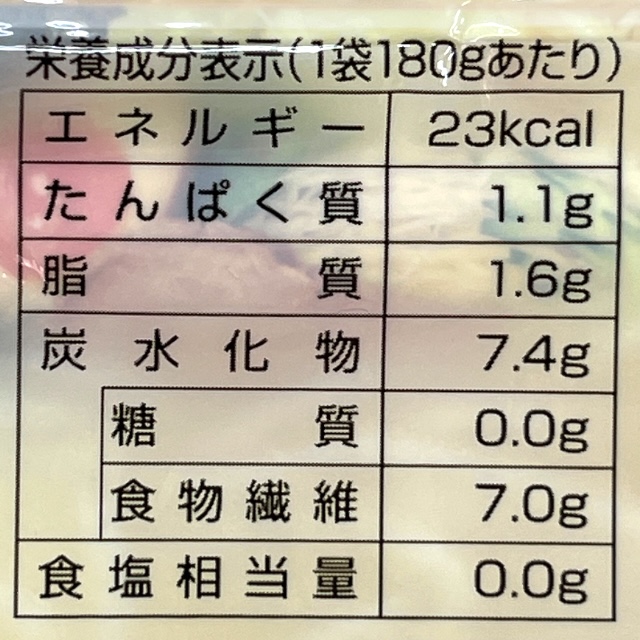 栄養成分表示(1袋180gあたり)
エネルギー 23kcal
たんぱく質 1.1g
脂質 1.6g
炭水化物 7.4g
糖質 0.0g
食物繊維 7.0g
食塩相当量 0.0g